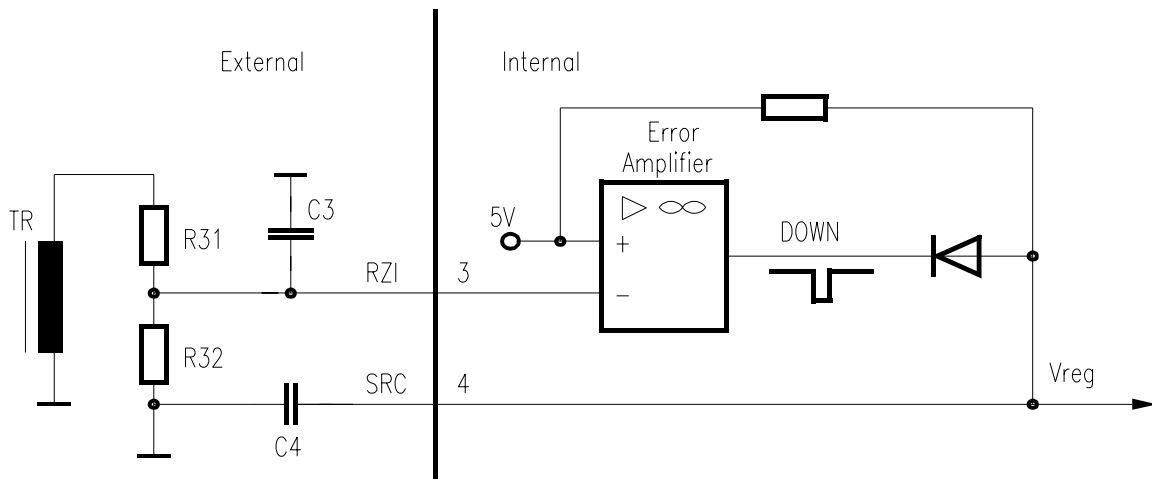 External
Internal
Error
Amplifier
TR
C3
R31
5V
+
DOWN
RZI
3
−
R32
SRC
4
Vreg
C4